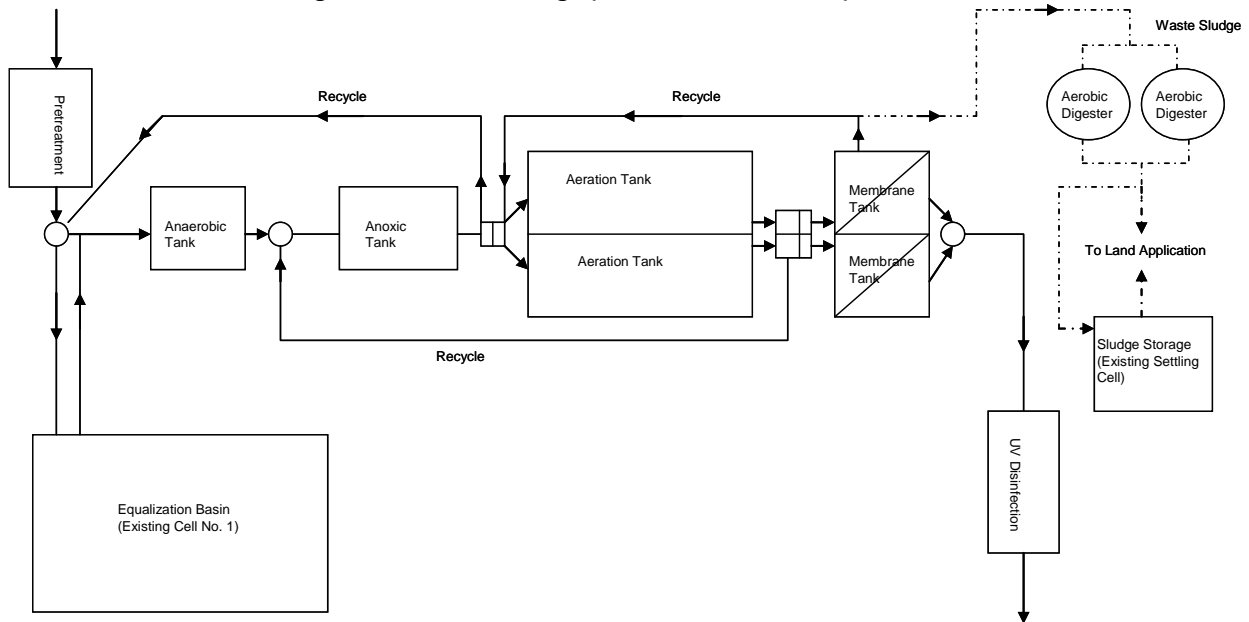 Waste Sludge
Pretreatment
Aerobic
Digester
Aerobic
Digester
Recycle
Recycle
Aeration Tank
Membrane
Tank
Anaerobic
Tank
Anoxic
Tank
Aeration Tank
Membrane
Tank
To Land Application
Recycle
Sludge Storage
(Existing Settling
Cell)
UV Disinfection
Equalization Basin
(Existing Cell No. 1)